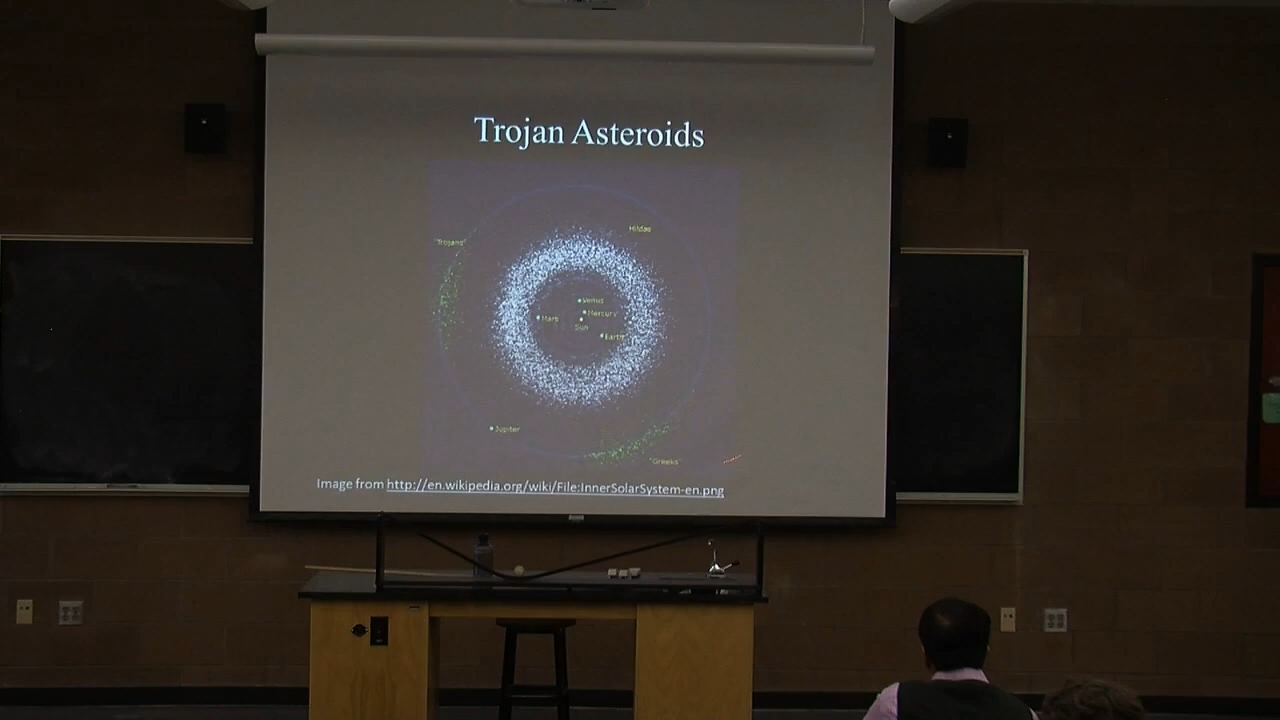 Trojan Asteroids
Hildas
"Trojans"
Venus
Mercury
Mars
Sun
Earth
Jupiter
"Greeks"
Image from http://en.wikipedia.org/wiki/File:InnerSolarSystem-en.png